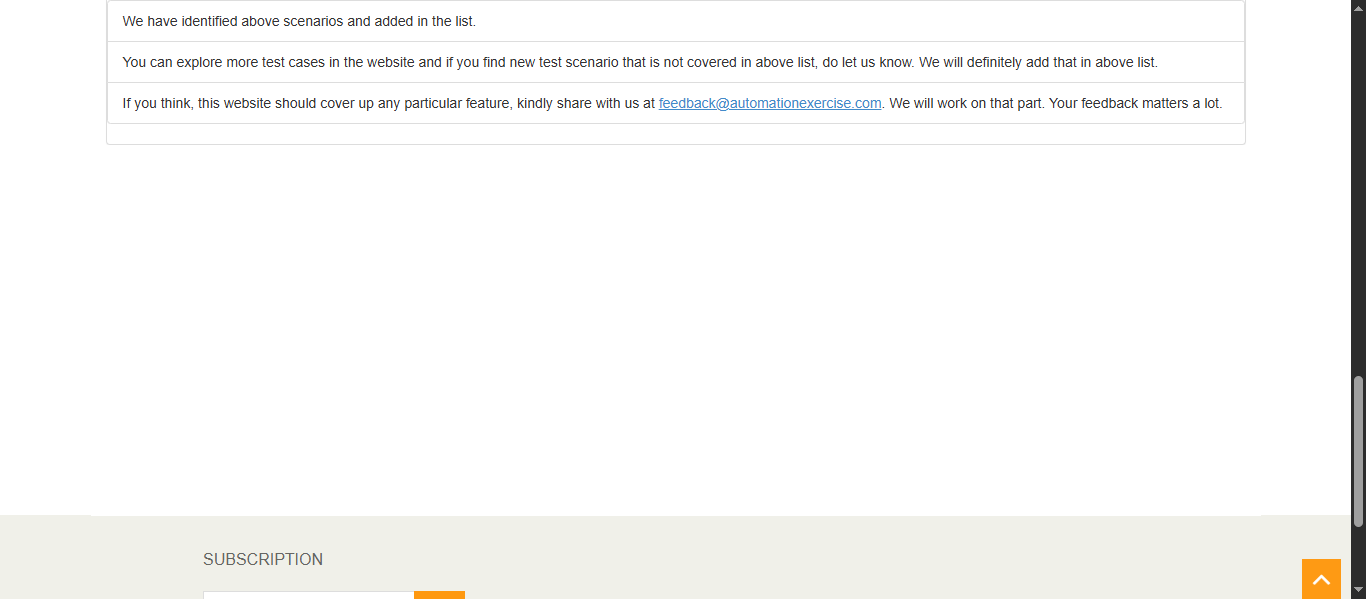 We have identified above scenarios and added in the list.
You can explore more test cases in the website and if you find new test scenario that is not covered in above list, do let us know. We will definitely add that in above list.
If you think, this website should cover up any particular feature, kindly share with us at feedback@automationexercise.com. We will work on that part. Your feedback matters a lot.
SUBSCRIPTION